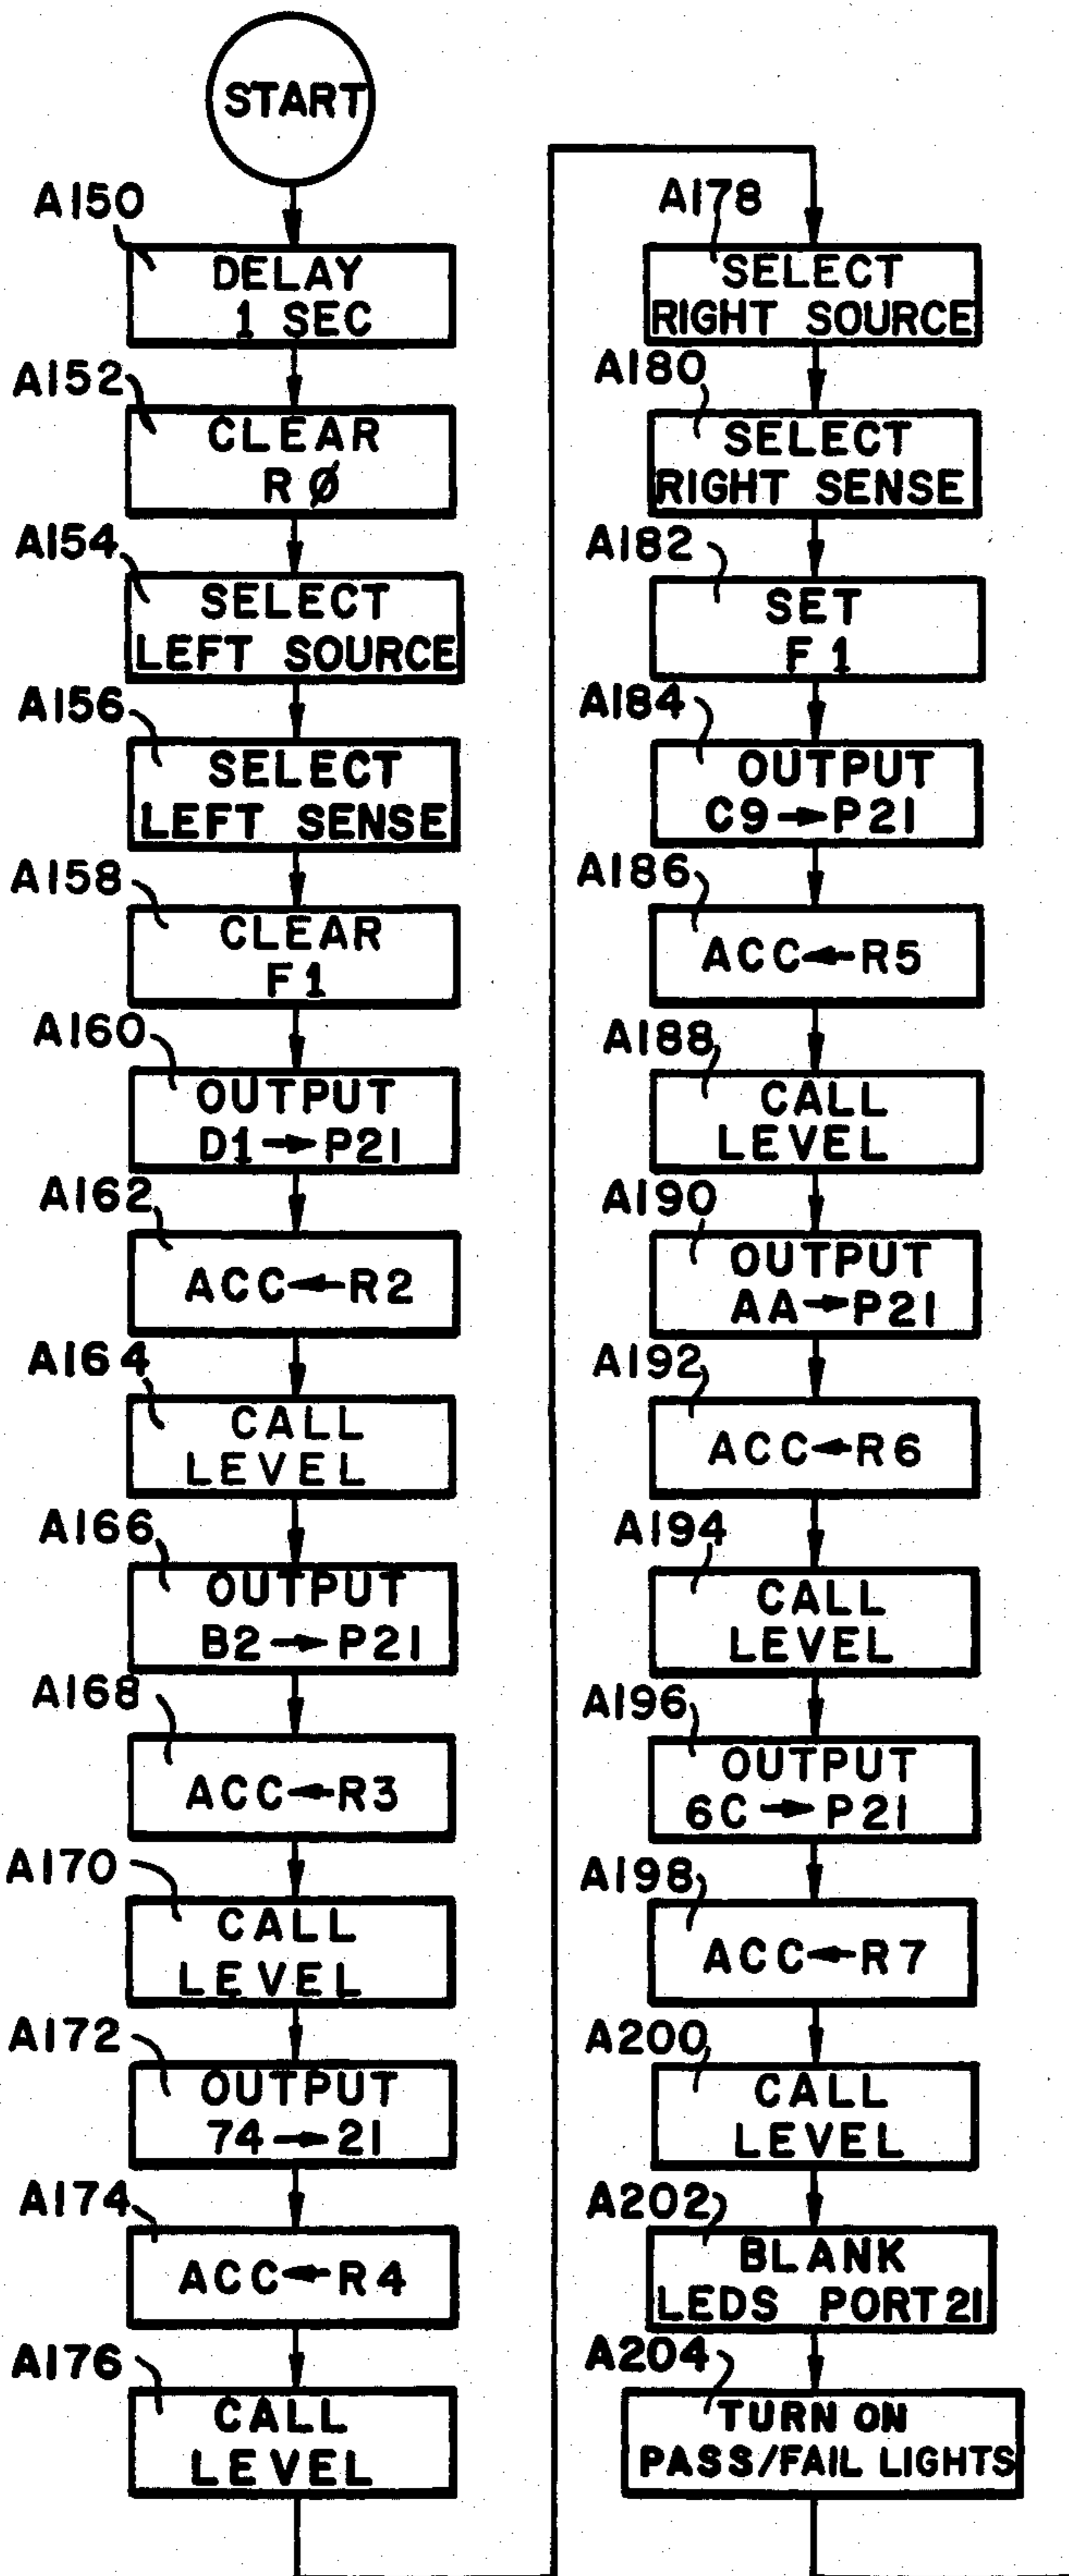 START
A150
DELAY
1 SEC
A152
CLEAR
R Ø
A154
SELECT
LEFT SOURCE
A156
SELECT
LEFT SENSE
A158
CLEAR
F1
A160
OUTPUT
D1→P21
A162
ACC←R2
A164
CALL
LEVEL
A166
OUTPUT
B2→P21
A168
ACC←R3
A170
CALL
LEVEL
A172
OUTPUT
74→21
A174
ACC←R4
A176
CALL
LEVEL
A178
SELECT
RIGHT SOURCE
A180
SELECT
RIGHT SENSE
A182
SET
F1
A184
OUTPUT
C9→P21
A186
ACC←R5
A188
CALL
LEVEL
A190
OUTPUT
AA→P21
A192
ACC←R6
A194
CALL
LEVEL
A196
OUTPUT
6C→P21
A198
ACC←R7
A200
CALL
LEVEL
A202
BLANK
LEDS PORT21
A204
TURN ON
PASS/FAIL LIGHTS